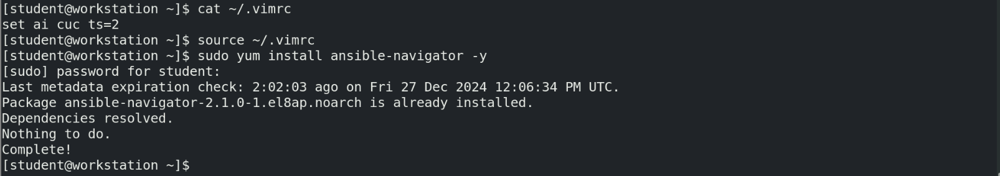 [student@workstation ~]$ cat ~/.vimrc
set ai cuc ts=2
[student@workstation ~]$ source ~/.vimrc
[student@workstation ~]$ sudo yum install ansible-navigator -y
[sudo] password for student:
Last metadata expiration check: 2:02:03 ago on Fri 27 Dec 2024 12:06:34 PM UTC.
Package ansible-navigator-2.1.0-1.el8ap.noarch is already installed.
Dependencies resolved.
Nothing to do.
Complete!
[student@workstation ~]$